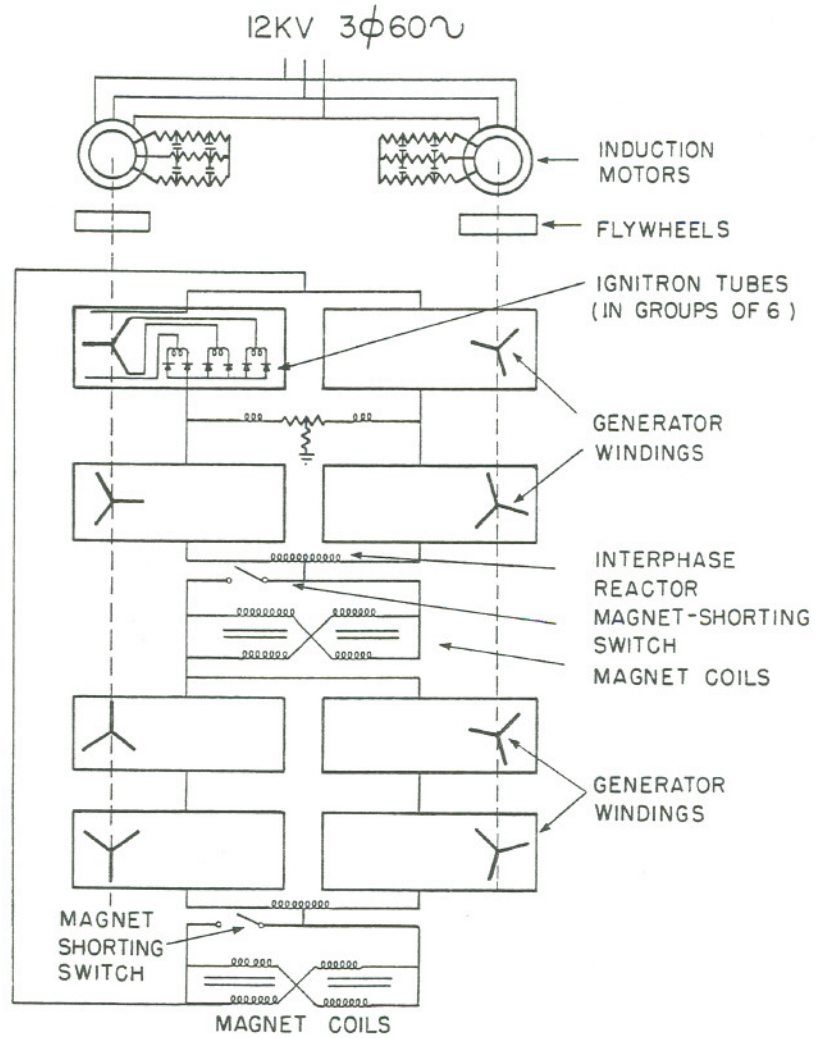 12KV 3ϕ60∿
INDUCTION
MOTORS
FLYWHEELS
IGNITRON TUBES
(IN GROUPS OF 6)
GENERATOR
WINDINGS
INTERPHASE
REACTOR
MAGNET-SHORTING
SWITCH
MAGNET COILS
GENERATOR
WINDINGS
MAGNET
SHORTING
SWITCH
MAGNET COILS